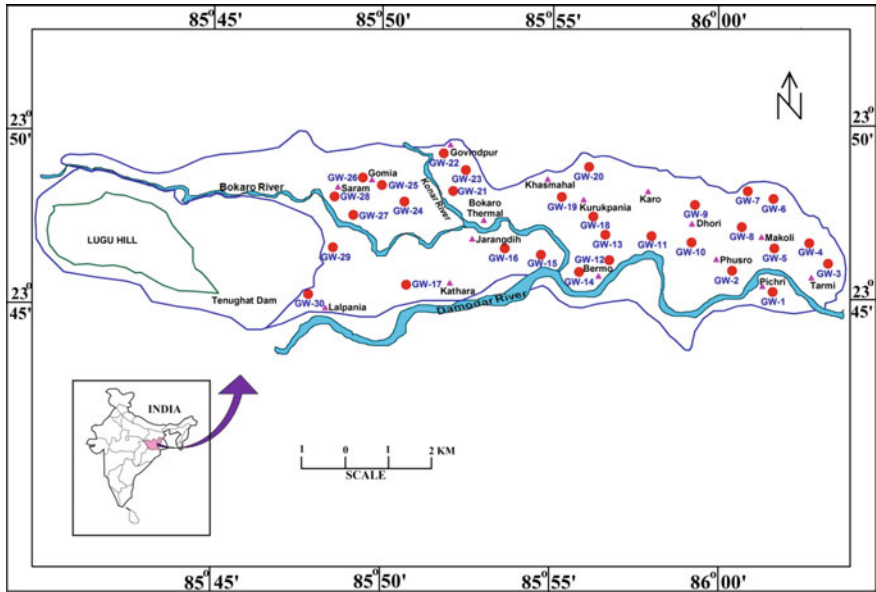 85° 45' 85° 50' 85° 55' 86° 00'
N
23° 50' 23° 50'
Govindpur
GW-22
GW-20
GW-23
GW-26 Gomia GW-25
Khasmahal
Saram GW-21
Bokaro River
GW-28
Konar River
Karo
GW-7 GW-6
GW-24
GW-19 Kurukpania
GW-9
Bokaro Thermal
GW-27
GW-18
Dhori
GW-8
LUGU HILL
Jarangdih
GW-13
GW-11
GW-10
Makoli
GW-5
GW-4
GW-29
GW-16
GW-15
GW-12
Bermo
GW-14
Phusro
GW-2
GW-3
Tenughat Dam
GW-17
Kathara
Pichri
Tarmi
GW-30
Lalpania
Damodar River
GW-1
23° 45' 23° 45'
INDIA
1 0 1 2 KM
SCALE
85° 45' 85° 50' 85° 55' 86° 00'